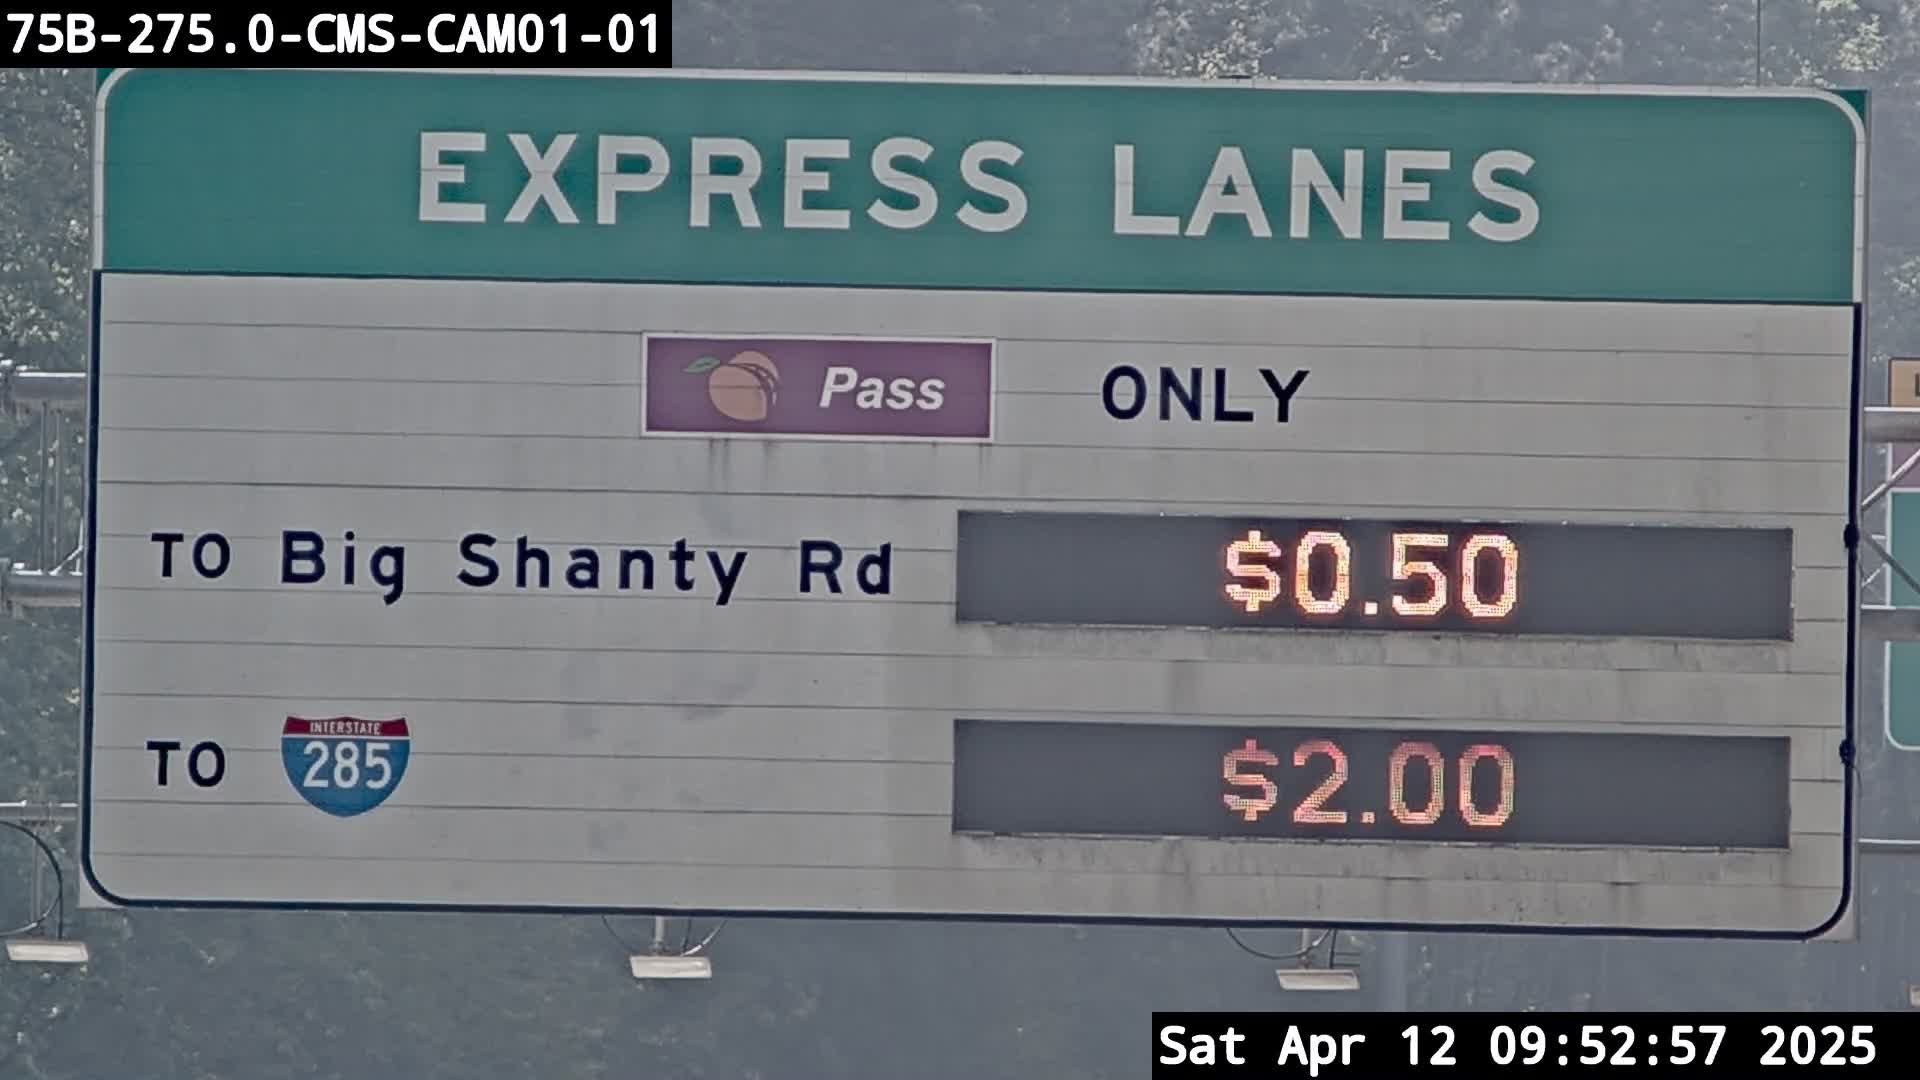 75B-275.0-CMS-CAM01-01
EXPRESS LANES
Pass ONLY
TO Big Shanty Rd $0.50
INTERSTATE
TO 285 $2.00
Sat Apr 12 09:52:57 2025